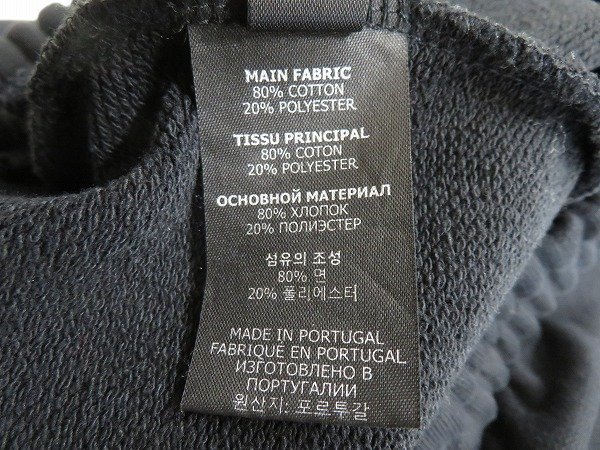 MAIN FABRIC
80% COTTON
20% POLYESTER
TISSU PRINCIPAL
80% COTON
20% POLYESTER
ОСНОВНОЙ МАТЕРИАЛ
80% ХЛОПОК
20% ПОЛИЭСТЕР
섬유의 조성
80% 면
20% 폴리에스터
MADE IN PORTUGAL
FABRIQUÉ EN PORTUGAL
ИЗГОТОВЛЕНО В
ПОРТУГАЛИИ
원산지: 포르투갈